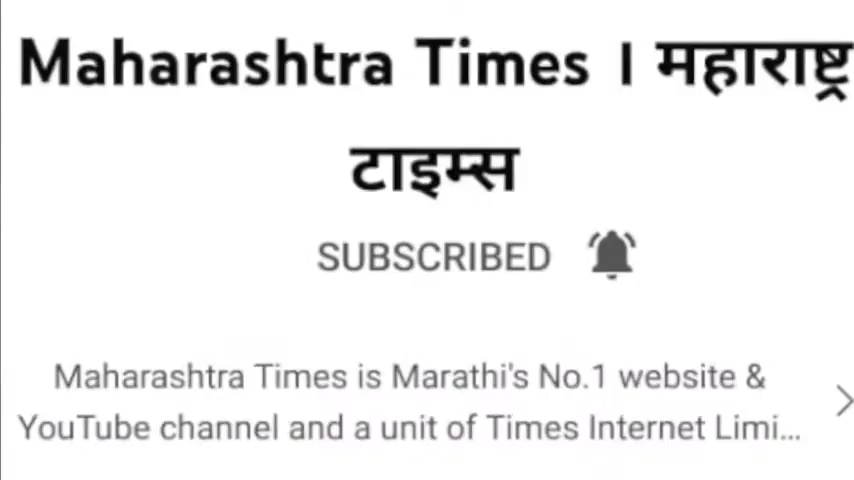 Maharashtra Times । महाराष्ट्र
टाइम्स
SUBSCRIBED
Maharashtra Times is Marathi's No.1 website &
YouTube channel and a unit of Times Internet Limi...